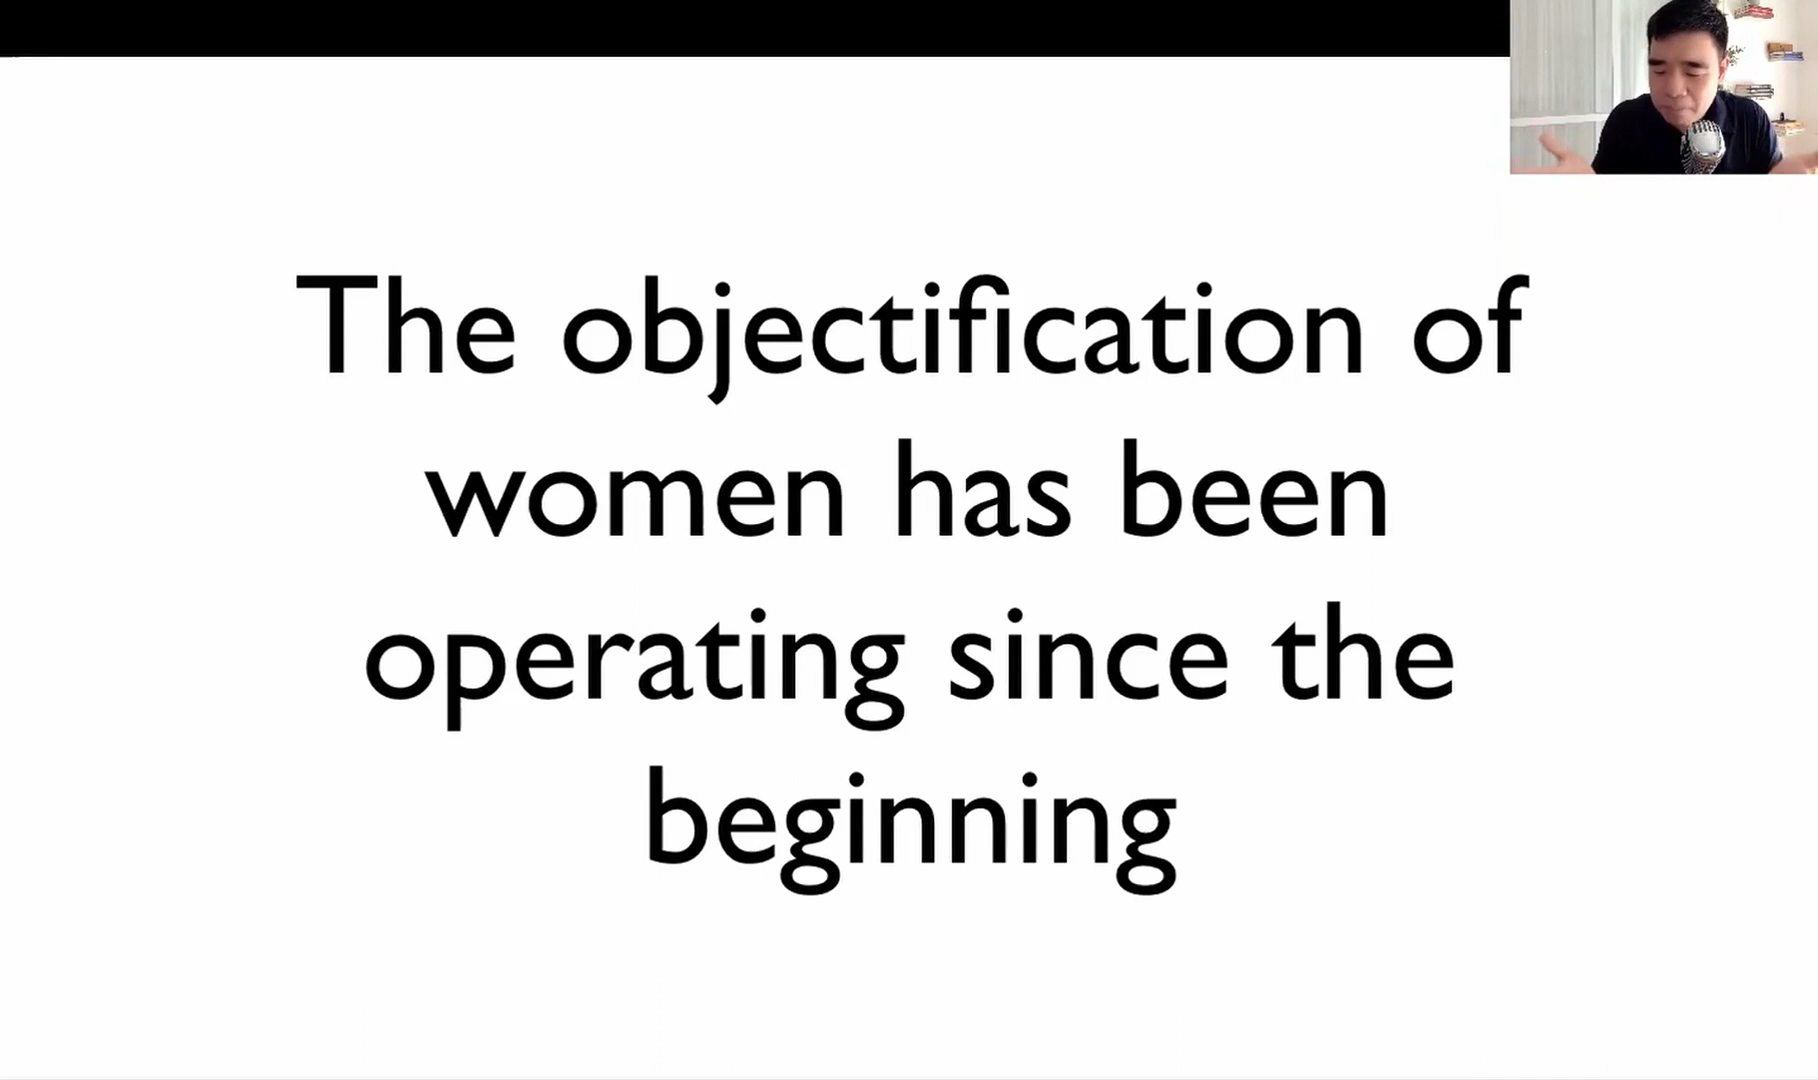 The objectification of
women has been
operating since the
beginning